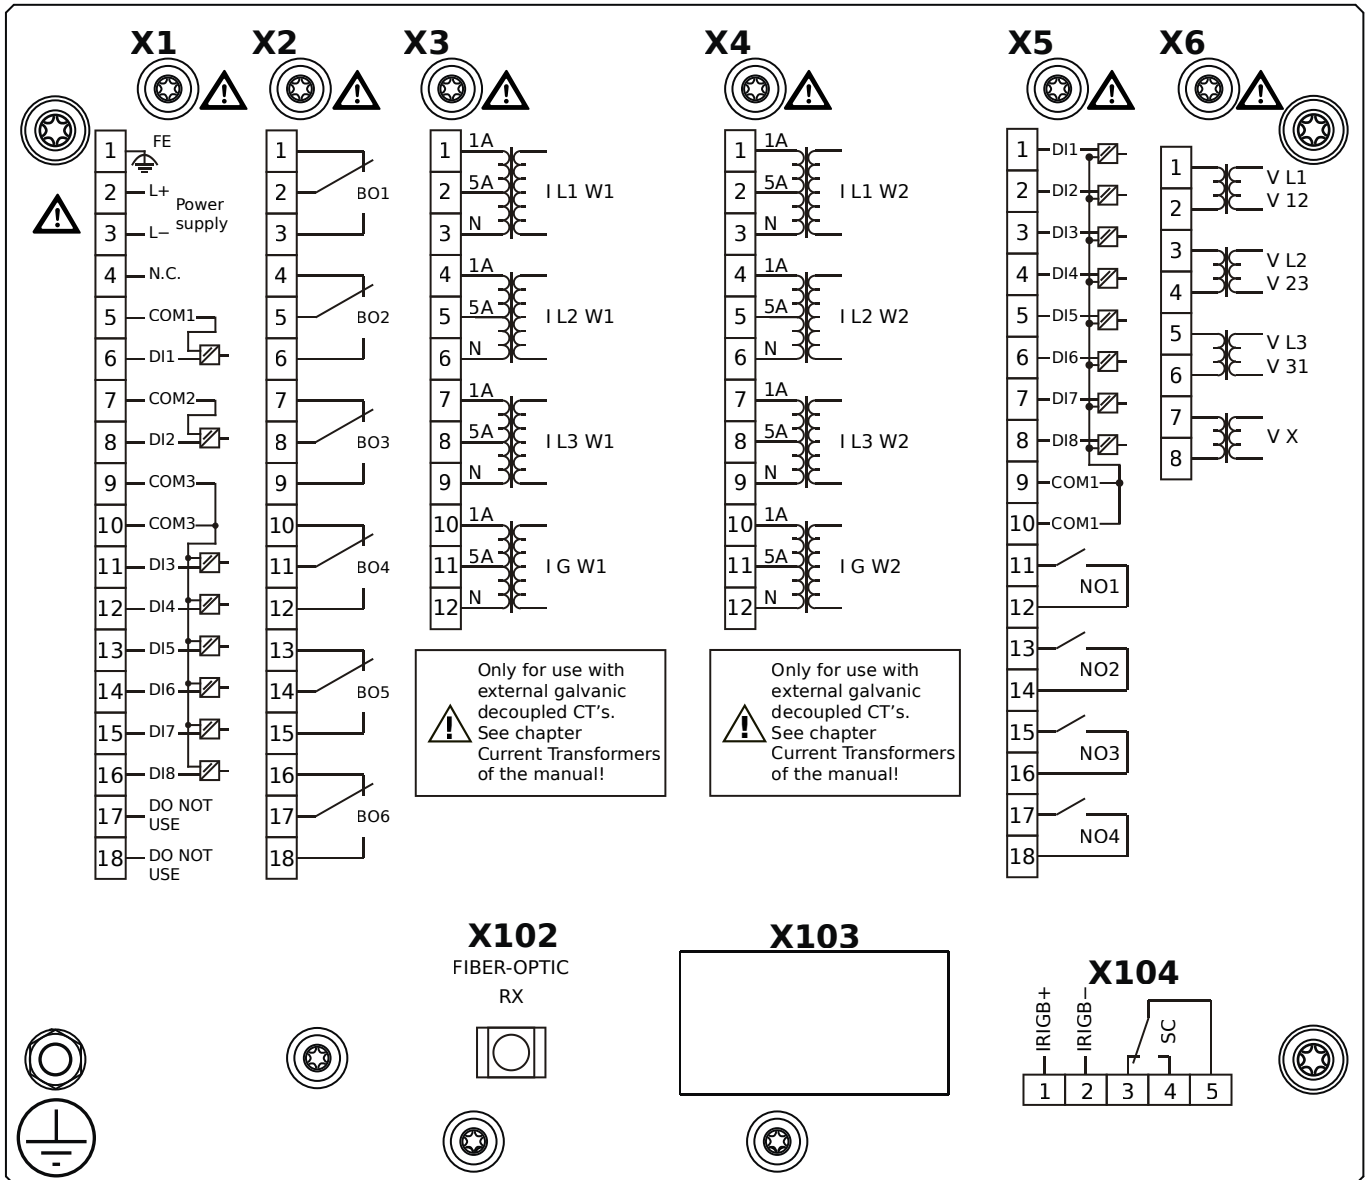 X1
X2
X3
X4
X5
X6
1
FE
2
L+
Power
supply
3
L−
4
N.C.
5
COM1
6
DI1
7
COM2
8
DI2
9
COM3
10
COM3
11
DI3
12
DI4
13
DI5
14
DI6
15
DI7
16
DI8
17
DO NOT
USE
18
DO NOT
USE
1
2
BO1
3
4
5
BO2
6
7
8
BO3
9
10
11
BO4
12
13
14
BO5
15
16
17
BO6
18
1 1A
2 5A I L1 W1
3 N
4 1A
5 5A I L2 W1
6 N
7 1A
8 5A I L3 W1
9 N
10 1A
11 5A I G W1
12 N
Only for use with
external galvanic
decoupled CT's.
See chapter
Current Transformers
of the manual!
1 1A
2 5A I L1 W2
3 N
4 1A
5 5A I L2 W2
6 N
7 1A
8 5A I L3 W2
9 N
10 1A
11 5A I G W2
12 N
Only for use with
external galvanic
decoupled CT's.
See chapter
Current Transformers
of the manual!
1 DI1
2 DI2
3 DI3
4 DI4
5 DI5
6 DI6
7 DI7
8 DI8
9 COM1
10 COM1
11
NO1
12
13
NO2
14
15
NO3
16
17
NO4
18
1
V L1
2
V 12
3
V L2
4
V 23
5
V L3
6
V 31
7
V X
8
X102
FIBER-OPTIC
RX
X103
X104
IRIGB+
IRIGB−
SC
1 2 3 4 5